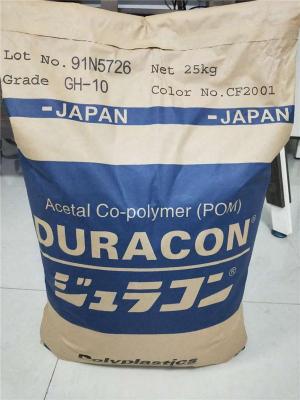 Lot No. 91N5726 Net 25kg
Grade GH-10 Color No.CF2001
-JAPAN -JAPAN-
Acetal Co-polymer (POM)
DURACON®
ジュラコン®
Polyplastics